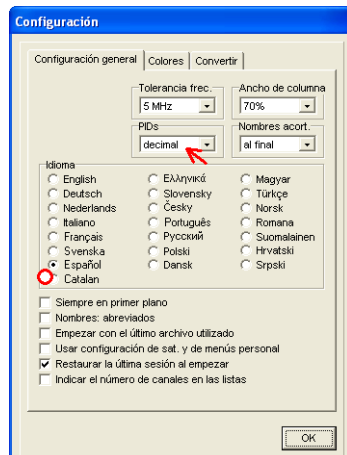 Configuración
Configuración general Colores Convertir
Tolerancia frec. Ancho de columna
5 MHz 70%
PIDs Nombres acort.
decimal al final
Idioma
English Ελληνικά Magyar
Deutsch Slovensky Türkçe
Nederlands Česky Norsk
Italiano Português Romana
Français Русский Suomalainen
Svenska Polski Hrvatski
Español Dansk Srpski
Catalan
Siempre en primer plano
Nombres: abreviados
Empezar con el último archivo utilizado
Usar configuración de sat. y de menús personal
Restaurar la última sesión al empezar
Indicar el número de canales en las listas
OK